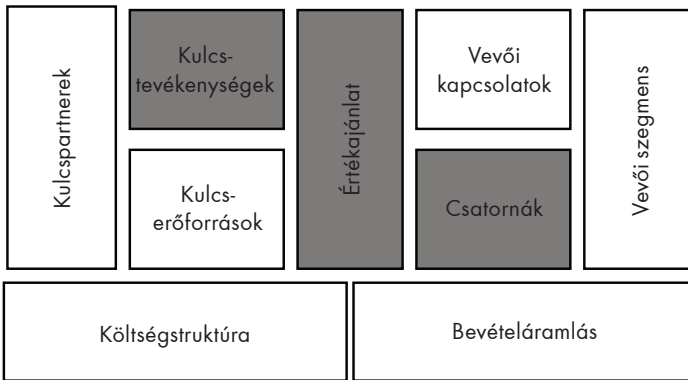 Kulcspartnerek
Kulcs-
tevékenységek
Kulcs-
erőforrások
Értékajánlat
Vevői
kapcsolatok
Csatornák
Vevői szegmens
Költségstruktúra
Bevételáramlás